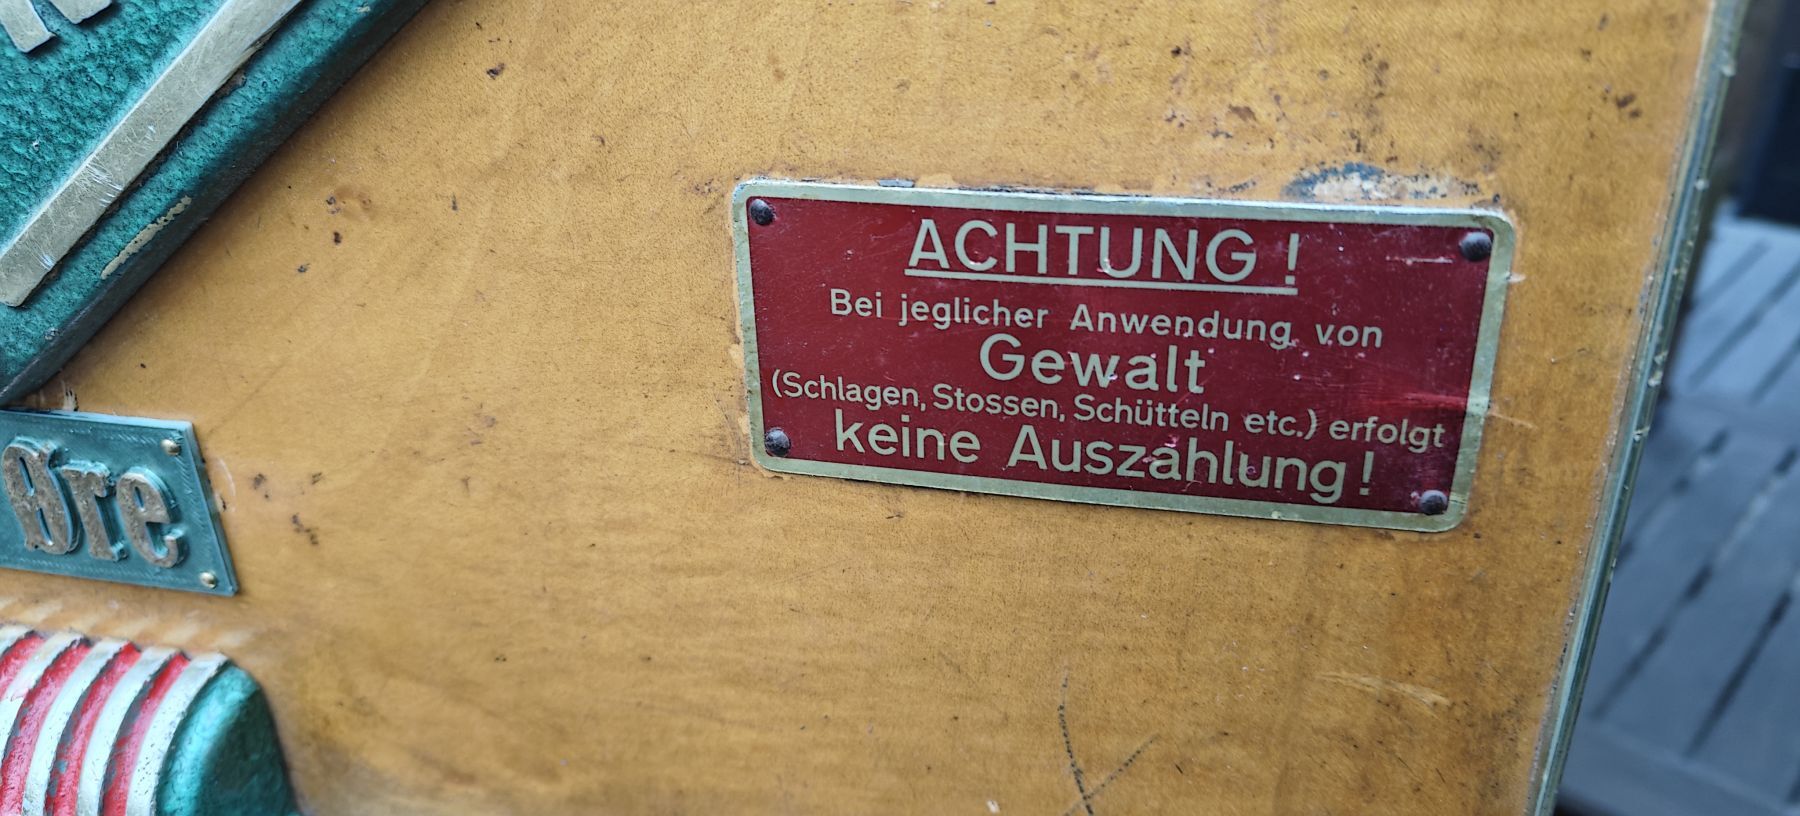 ACHTUNG !
Bei jeglicher Anwendung von
Gewalt
(Schlagen, Stossen, Schütteln etc.) erfolgt
keine Auszahlung !
Øre